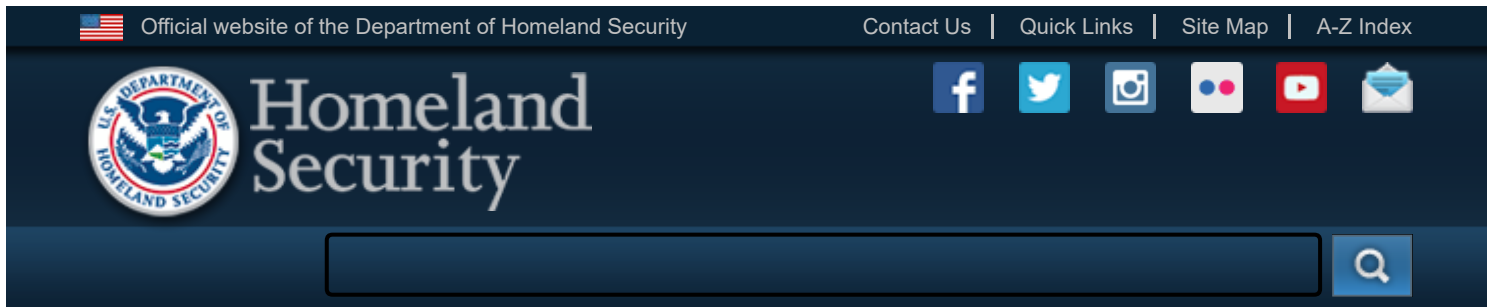 Official website of the Department of Homeland Security
Contact Us | Quick Links | Site Map | A-Z Index
U.S. DEPARTMENT OF HOMELAND SECURITY
Homeland
Security